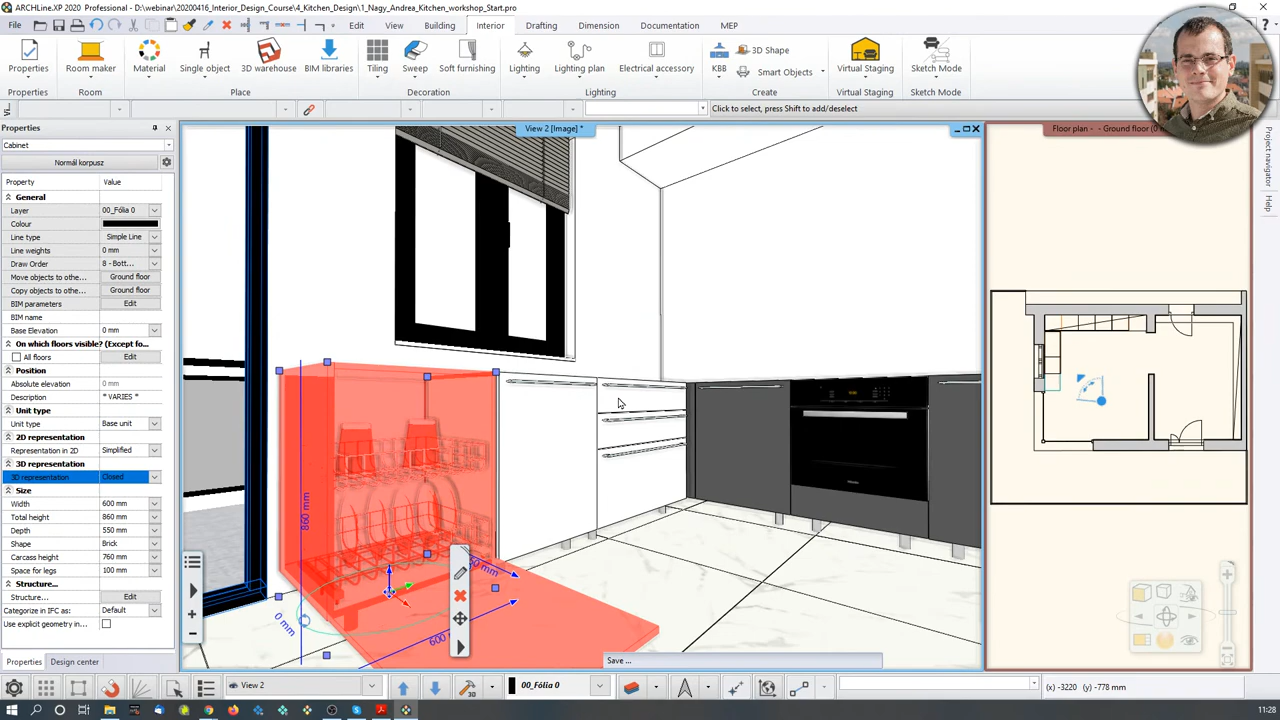 ARCHLine.XP 2020 Professional - D:\webinar\20200416_Interior_Design_Course\4_Kitchen_Design\1_Nagy_Andrea_Kitchen_workshop_Start.pro
File Edit View Building Interior Drafting Dimension Documentation MEP
Properties Room maker Material Single object 3D warehouse BIM libraries Tiling Sweep Soft furnishing Lighting Lighting plan Electrical accessory KBB 3D Shape Smart Objects Virtual Staging Sketch Mode
Properties Room Place Lighting Create Virtual Staging Sketch Mode
Click to select, press Shift to add/deselect
Properties
View 2 [Image] *
Floor plan - - Ground floor (0 m
Cabinet
Normál korpusz
Property Value
General
Layer 00_Fólia 0
Colour
Line type Simple Line
Line weights 0 mm
Draw Order 8 - Bott...
Move objects to othe... Ground floor
Copy objects to othe... Ground floor
BIM parameters Edit
BIM name
Base Elevation 0 mm
On which floors visible? (Except fo...
All floors Edit
Position
Absolute elevation 0 mm
Description * VARIES *
Unit type
Unit type Base unit
2D representation
Representation in 2D Simplified
3D representation
3D representation Closed
Size
Width 600 mm
Total height 860 mm
Depth 550 mm
Shape Brick
Carcass height 760 mm
Space for legs 100 mm
Structure...
Structure... Edit
Categorize in IFC as: Default
Use explicit geometry in...
860 mm
0 mm
600
50 mm
Project navigator
Help
Properties Design center
Save ...
View 2
00_Fólia 0
(x) -3220 (y) -778 mm
11:28